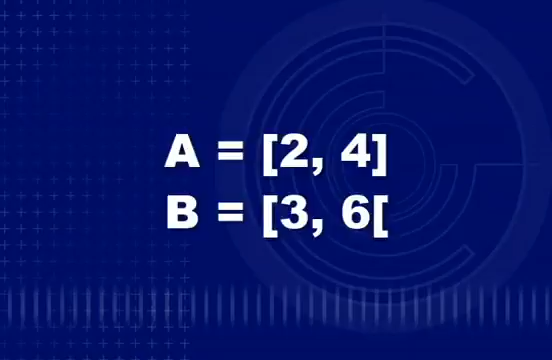 A = [2, 4]
B = [3, 6[